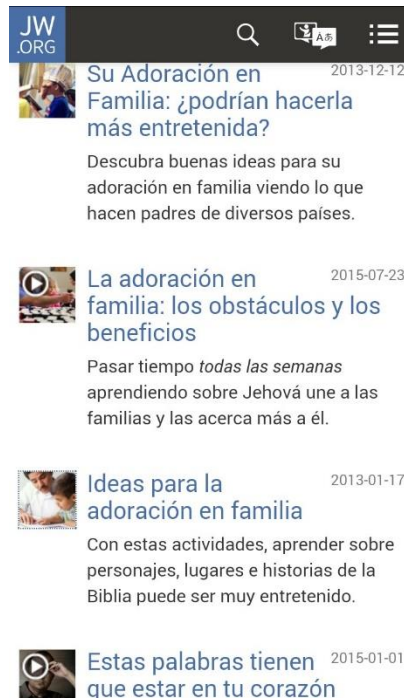 JW
.ORG
Su Adoración en 2013-12-12
Familia: ¿podrían hacerla
más entretenida?
Descubra buenas ideas para su
adoración en familia viendo lo que
hacen padres de diversos países.
La adoración en 2015-07-23
familia: los obstáculos y los
beneficios
Pasar tiempo todas las semanas
aprendiendo sobre Jehová une a las
familias y las acerca más a él.
Ideas para la 2013-01-17
adoración en familia
Con estas actividades, aprender sobre
personajes, lugares e historias de la
Biblia puede ser muy entretenido.
Estas palabras tienen 2015-01-01
que estar en tu corazón